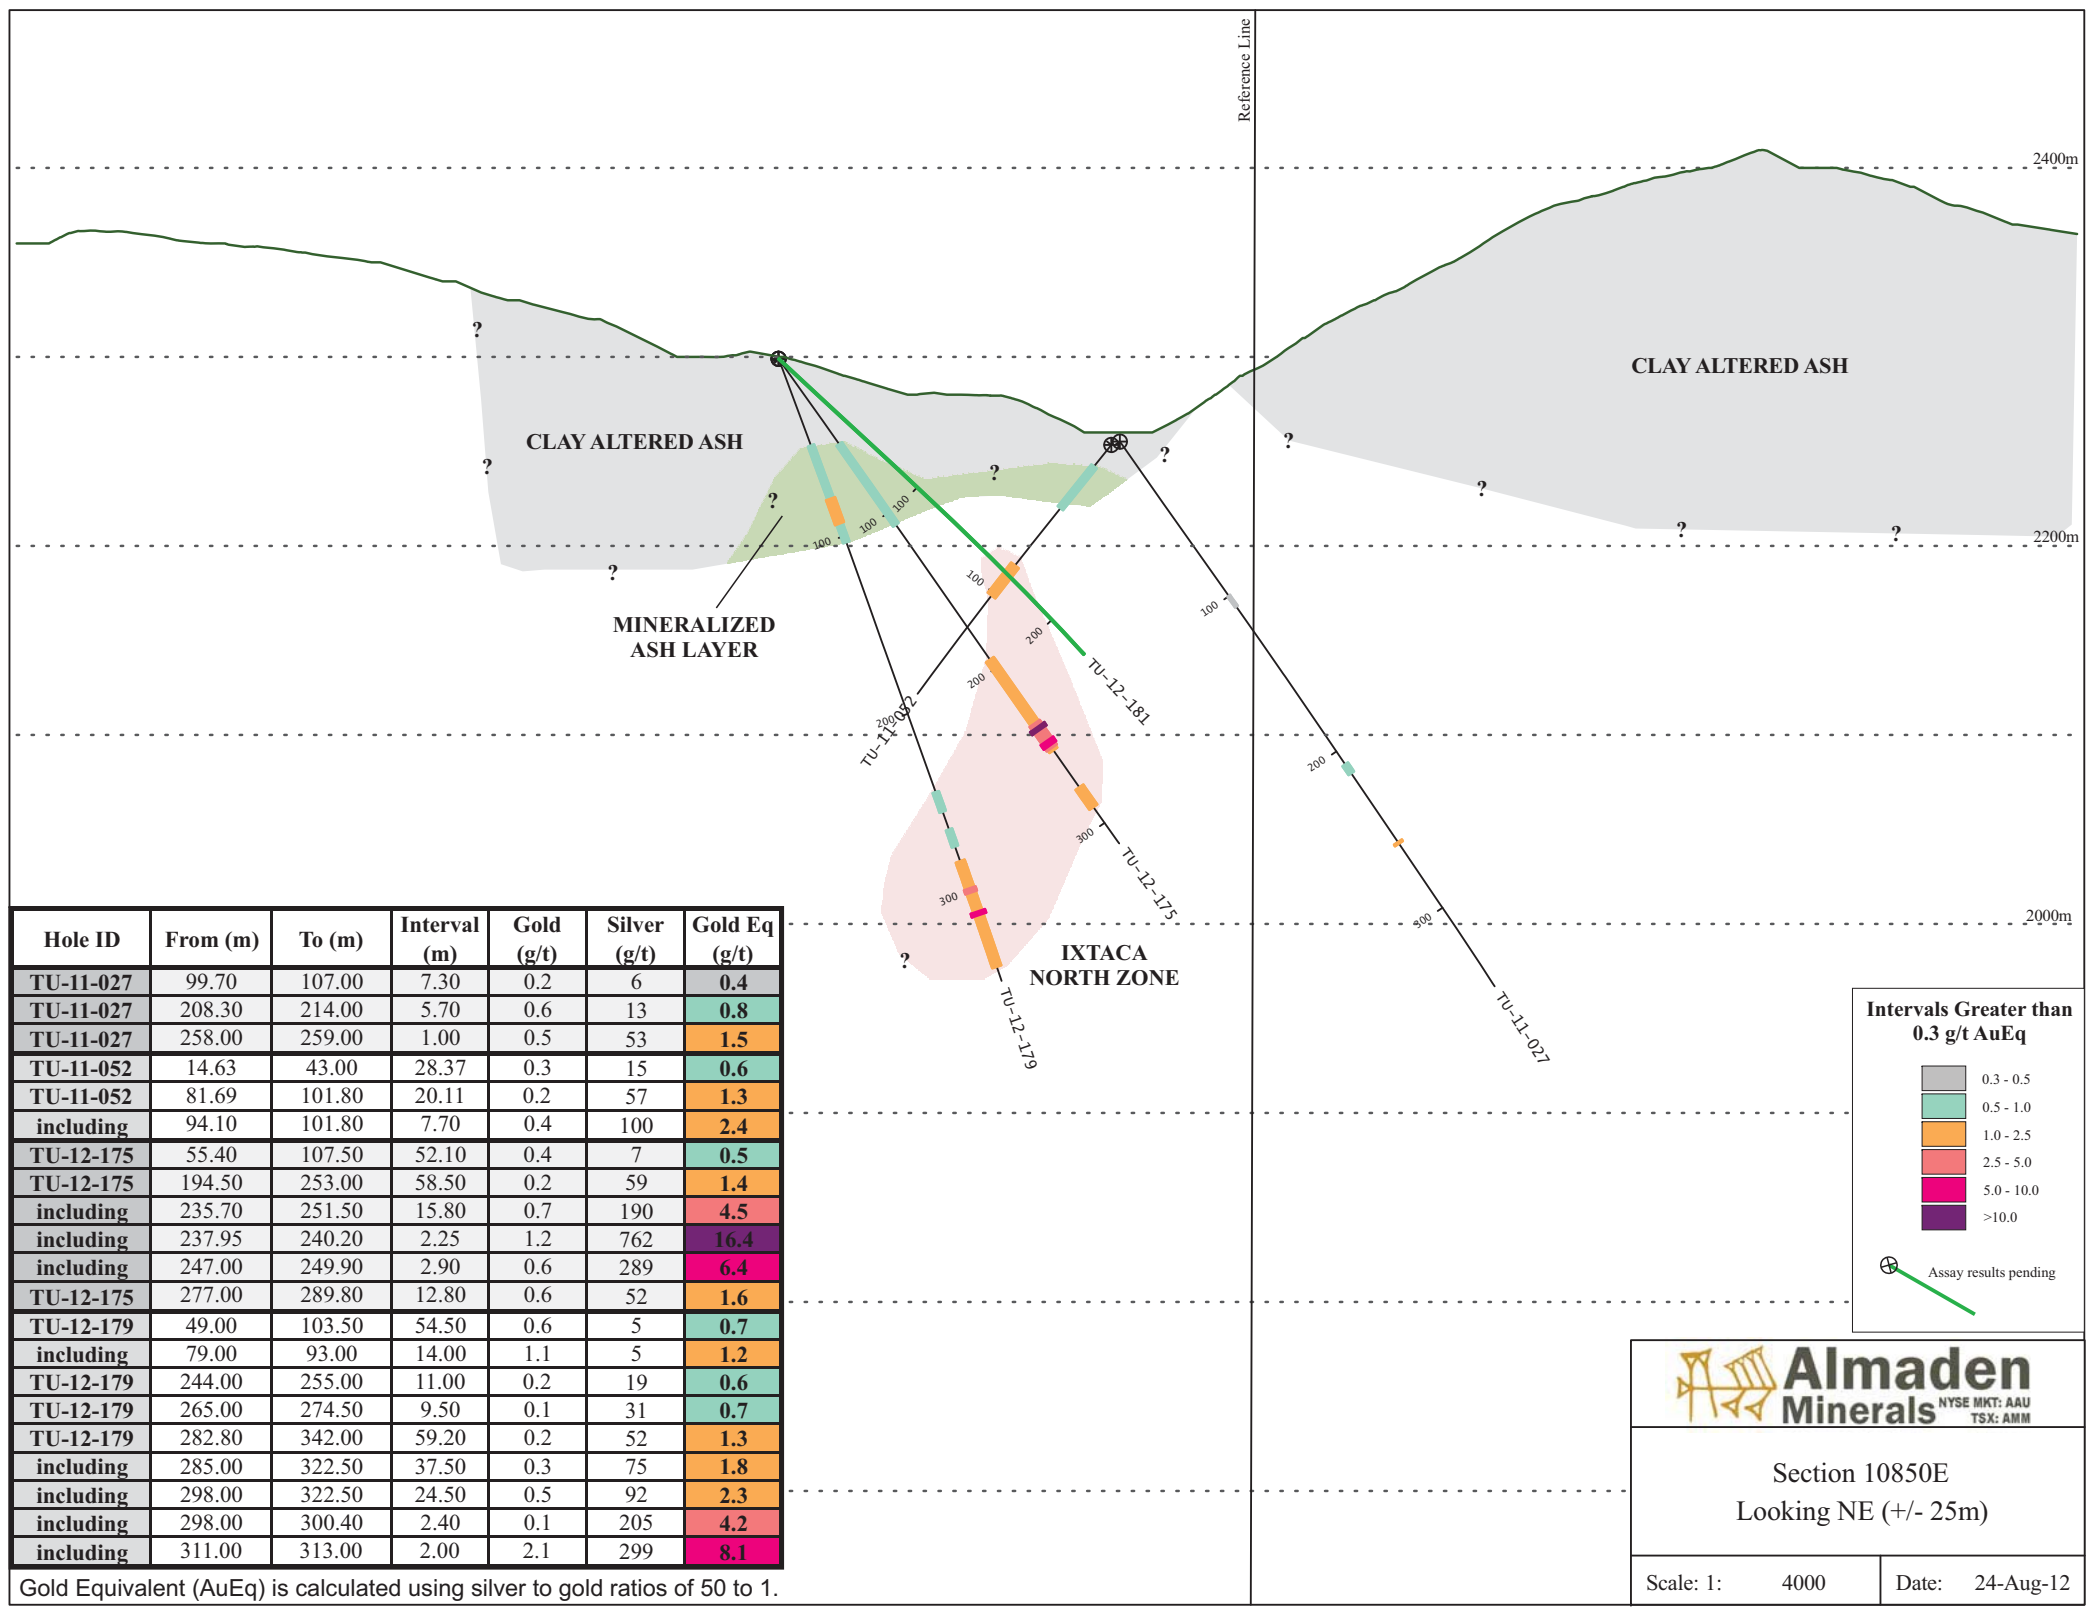 Reference Line
2400m
?
CLAY ALTERED ASH
CLAY ALTERED ASH
?
?
?
?
?
?
?
?
?
?
2200m
100
100
100
100
100
MINERALIZED
ASH LAYER
200
200
200
200
TU-11-052
TU-12-181
300
300
300
TU-12-175
2000m
IXTACA
NORTH ZONE
?
TU-12-179
TU-11-027
Hole ID From (m) To (m) Interval (m) Gold (g/t) Silver (g/t) Gold Eq (g/t)
TU-11-027 99.70 107.00 7.30 0.2 6 0.4
TU-11-027 208.30 214.00 5.70 0.6 13 0.8
TU-11-027 258.00 259.00 1.00 0.5 53 1.5
TU-11-052 14.63 43.00 28.37 0.3 15 0.6
TU-11-052 81.69 101.80 20.11 0.2 57 1.3
including 94.10 101.80 7.70 0.4 100 2.4
TU-12-175 55.40 107.50 52.10 0.4 7 0.5
TU-12-175 194.50 253.00 58.50 0.2 59 1.4
including 235.70 251.50 15.80 0.7 190 4.5
including 237.95 240.20 2.25 1.2 762 16.4
including 247.00 249.90 2.90 0.6 289 6.4
TU-12-175 277.00 289.80 12.80 0.6 52 1.6
TU-12-179 49.00 103.50 54.50 0.6 5 0.7
including 79.00 93.00 14.00 1.1 5 1.2
TU-12-179 244.00 255.00 11.00 0.2 19 0.6
TU-12-179 265.00 274.50 9.50 0.1 31 0.7
TU-12-179 282.80 342.00 59.20 0.2 52 1.3
including 285.00 322.50 37.50 0.3 75 1.8
including 298.00 322.50 24.50 0.5 92 2.3
including 298.00 300.40 2.40 0.1 205 4.2
including 311.00 313.00 2.00 2.1 299 8.1
Gold Equivalent (AuEq) is calculated using silver to gold ratios of 50 to 1.
Intervals Greater than
0.3 g/t AuEq
0.3 - 0.5
0.5 - 1.0
1.0 - 2.5
2.5 - 5.0
5.0 - 10.0
>10.0
Assay results pending
Almaden
Minerals NYSE MKT: AAU
TSX: AMM
Section 10850E
Looking NE (+/- 25m)
Scale: 1: 4000 Date: 24-Aug-12